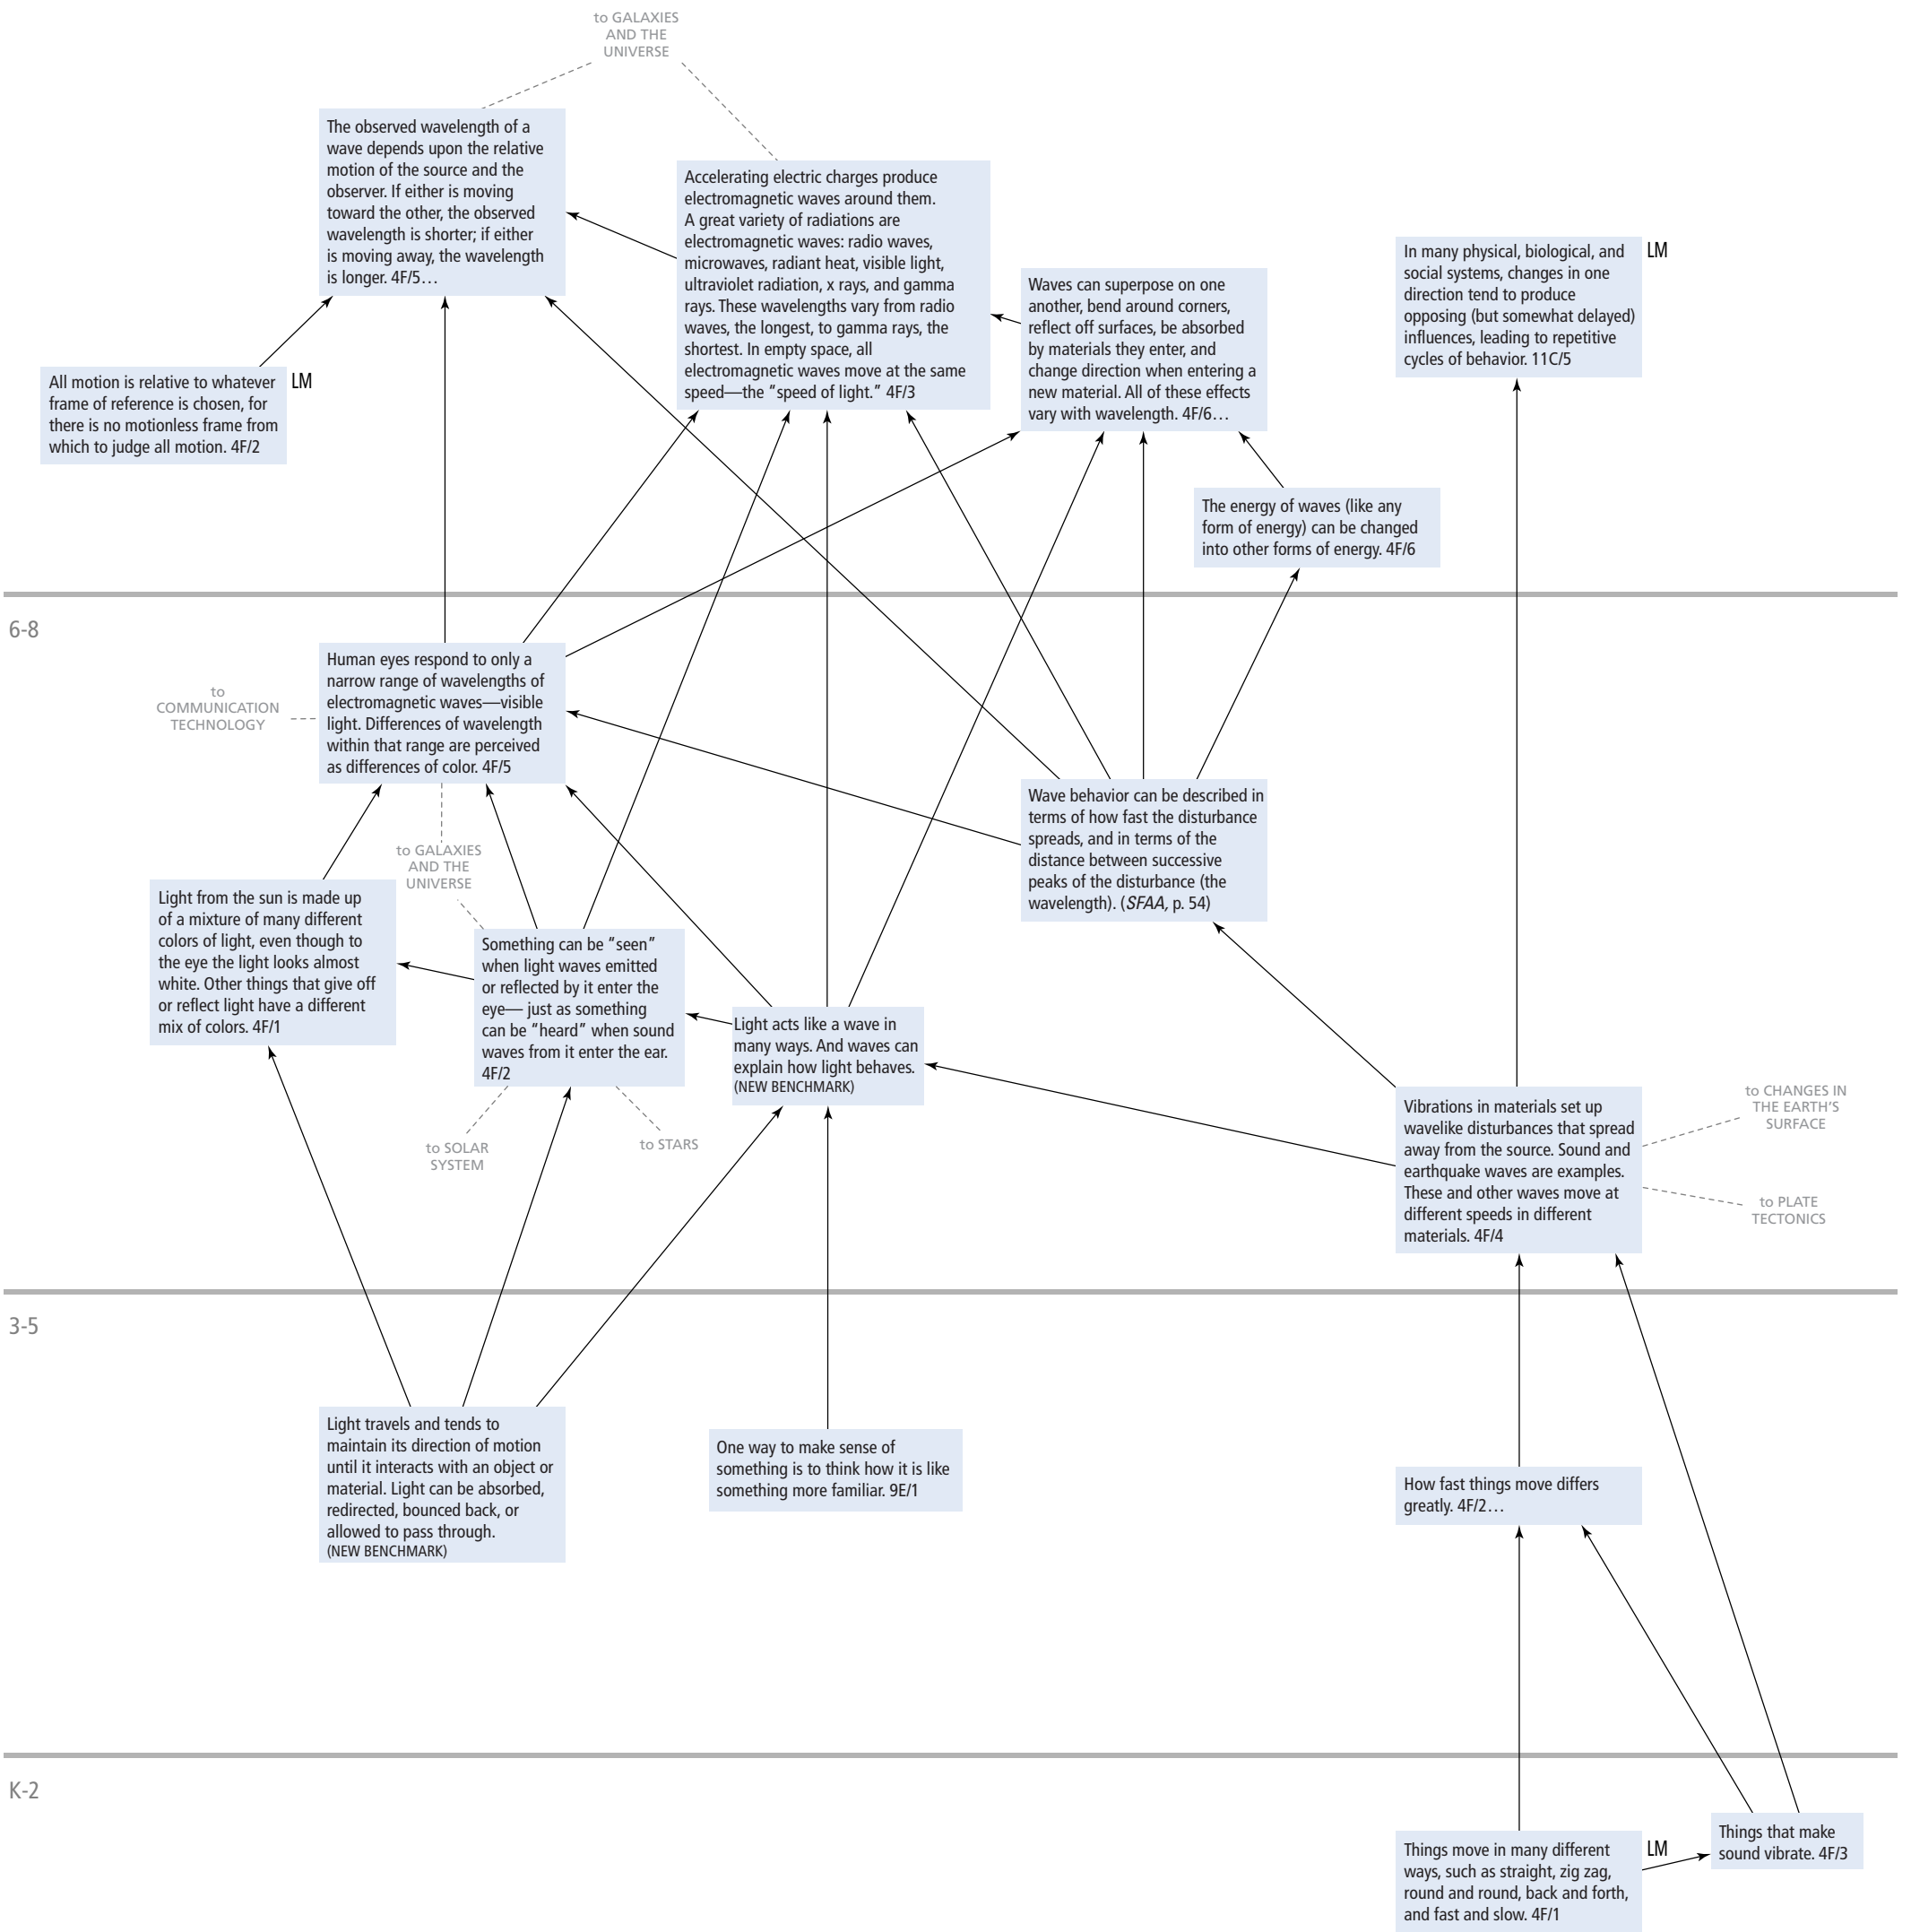 to GALAXIES
AND THE
UNIVERSE
The observed wavelength of a
wave depends upon the relative
motion of the source and the
observer. If either is moving
toward the other, the observed
wavelength is shorter; if either
is moving away, the wavelength
is longer. 4F/5…
Accelerating electric charges produce
electromagnetic waves around them.
A great variety of radiations are
electromagnetic waves: radio waves,
microwaves, radiant heat, visible light,
ultraviolet radiation, x rays, and gamma
rays. These wavelengths vary from radio
waves, the longest, to gamma rays, the
shortest. In empty space, all
electromagnetic waves move at the same
speed—the “speed of light.” 4F/3
In many physical, biological, and
social systems, changes in one
direction tend to produce
opposing (but somewhat delayed)
influences, leading to repetitive
cycles of behavior. 11C/5
LM
Waves can superpose on one
another, bend around corners,
reflect off surfaces, be absorbed
by materials they enter, and
change direction when entering a
new material. All of these effects
vary with wavelength. 4F/6…
All motion is relative to whatever
frame of reference is chosen, for
there is no motionless frame from
which to judge all motion. 4F/2
LM
The energy of waves (like any
form of energy) can be changed
into other forms of energy. 4F/6
6-8
Human eyes respond to only a
narrow range of wavelengths of
electromagnetic waves—visible
light. Differences of wavelength
within that range are perceived
as differences of color. 4F/5
to
COMMUNICATION
TECHNOLOGY
Wave behavior can be described in
terms of how fast the disturbance
spreads, and in terms of the
distance between successive
peaks of the disturbance (the
wavelength). (SFAA, p. 54)
to GALAXIES
AND THE
UNIVERSE
Light from the sun is made up
of a mixture of many different
colors of light, even though to
the eye the light looks almost
white. Other things that give off
or reflect light have a different
mix of colors. 4F/1
Something can be “seen”
when light waves emitted
or reflected by it enter the
eye— just as something
can be “heard” when sound
waves from it enter the ear.
4F/2
Light acts like a wave in
many ways. And waves can
explain how light behaves.
(NEW BENCHMARK)
to SOLAR
SYSTEM
to STARS
Vibrations in materials set up
wavelike disturbances that spread
away from the source. Sound and
earthquake waves are examples.
These and other waves move at
different speeds in different
materials. 4F/4
to CHANGES IN
THE EARTH’S
SURFACE
to PLATE
TECTONICS
3-5
Light travels and tends to
maintain its direction of motion
until it interacts with an object or
material. Light can be absorbed,
redirected, bounced back, or
allowed to pass through.
(NEW BENCHMARK)
One way to make sense of
something is to think how it is like
something more familiar. 9E/1
How fast things move differs
greatly. 4F/2…
K-2
Things move in many different
ways, such as straight, zig zag,
round and round, back and forth,
and fast and slow. 4F/1
LM
Things that make
sound vibrate. 4F/3